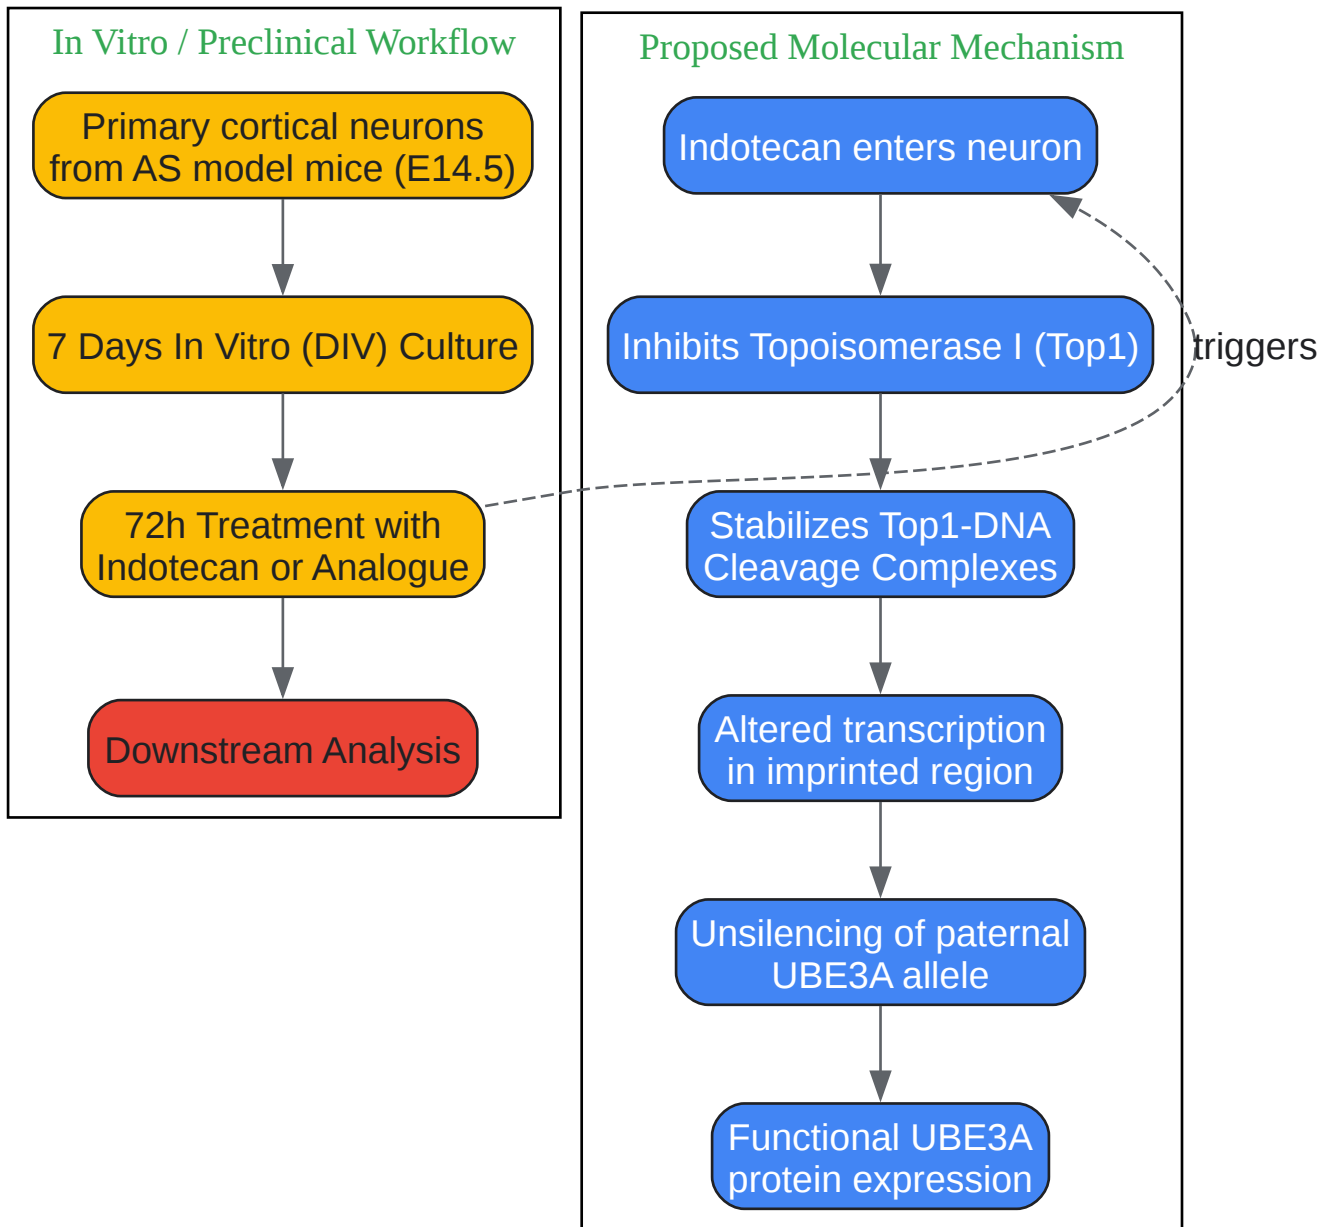 In Vitro / Preclinical Workflow
Primary cortical neurons
from AS model mice (E14.5)
7 Days In Vitro (DIV) Culture
72h Treatment with
Indotecan or Analogue
Downstream Analysis
Proposed Molecular Mechanism
Indotecan enters neuron
Inhibits Topoisomerase I (Top1)
triggers
Stabilizes Top1-DNA
Cleavage Complexes
Altered transcription
in imprinted region
Unsilencing of paternal
UBE3A allele
Functional UBE3A
protein expression